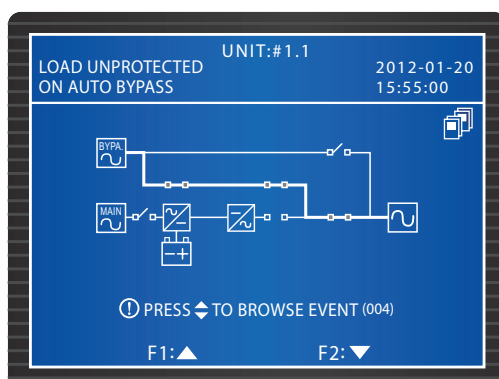 UNIT:#1.1
LOAD UNPROTECTED
ON AUTO BYPASS
2012-01-20
15:55:00
BYPA.
MAIN
PRESS TO BROWSE EVENT (004)
F1:
F2: